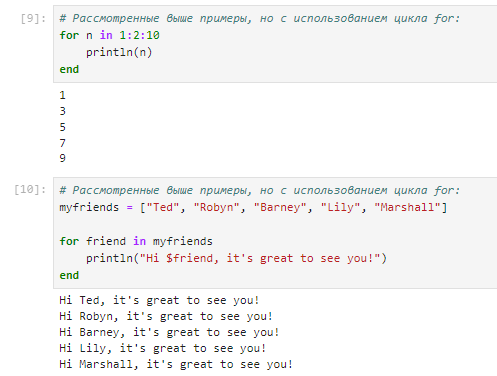 [9]: # Рассмотренные выше примеры, но с использованием цикла for:
for n in 1:2:10
    println(n)
end
1
3
5
7
9
[10]: # Рассмотренные выше примеры, но с использованием цикла for:
myfriends = ["Ted", "Robyn", "Barney", "Lily", "Marshall"]
for friend in myfriends
    println("Hi $friend, it's great to see you!")
end
Hi Ted, it's great to see you!
Hi Robyn, it's great to see you!
Hi Barney, it's great to see you!
Hi Lily, it's great to see you!
Hi Marshall, it's great to see you!